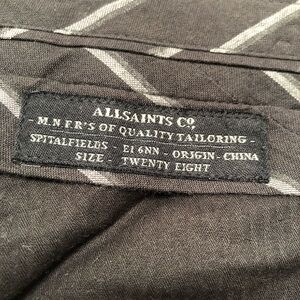 ALLSAINTS CO,
- M.N.F.R'S OF QUALITY TAILORING -
SPITALFIELDS - E1 6NN - ORIGIN - CHINA
SIZE - TWENTY EIGHT